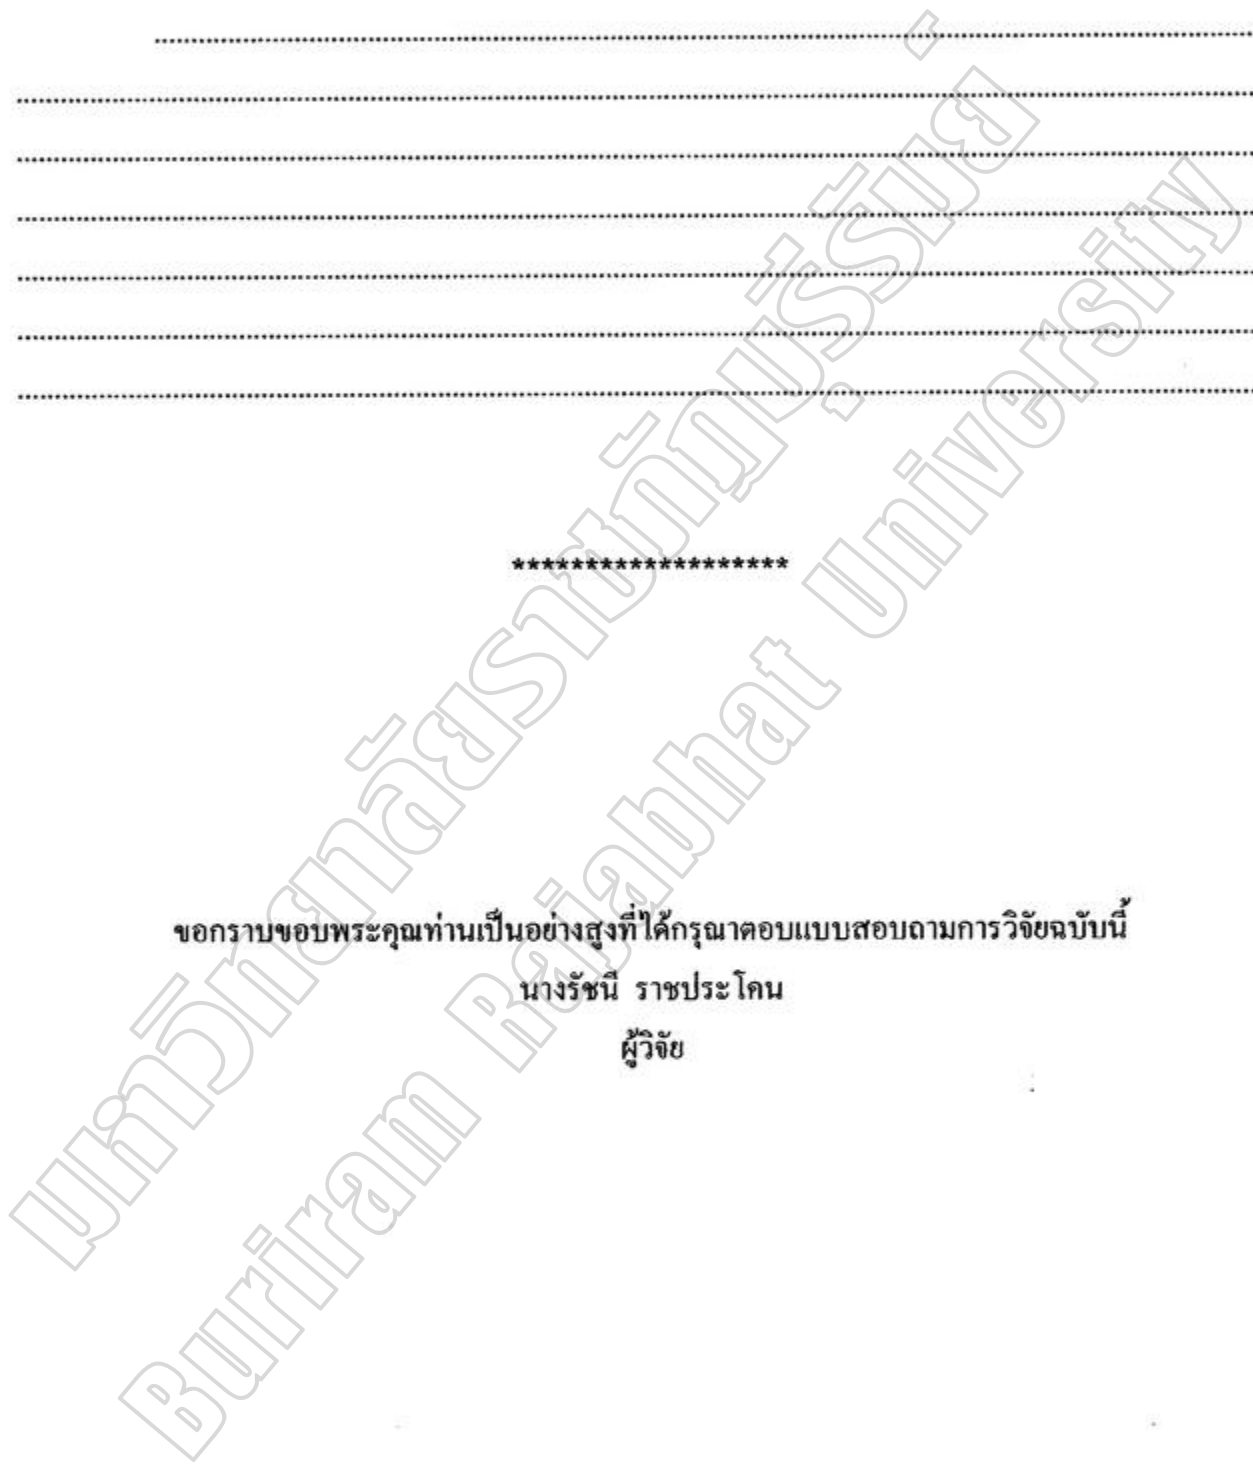 ........................................................................................................
........................................................................................................
........................................................................................................
........................................................................................................
........................................................................................................
........................................................................................................
........................................................................................................
*******************
ขอกราบขอบพระคุณท่านเป็นอย่างสูงที่ได้กรุณาตอบแบบสอบถามการวิจัยฉบับนี้
นางรัชนี ราชประโคน
ผู้วิจัย
มหาวิทยาลัยราชภัฏบุรีรัมย์
Buriram Rajabhat University